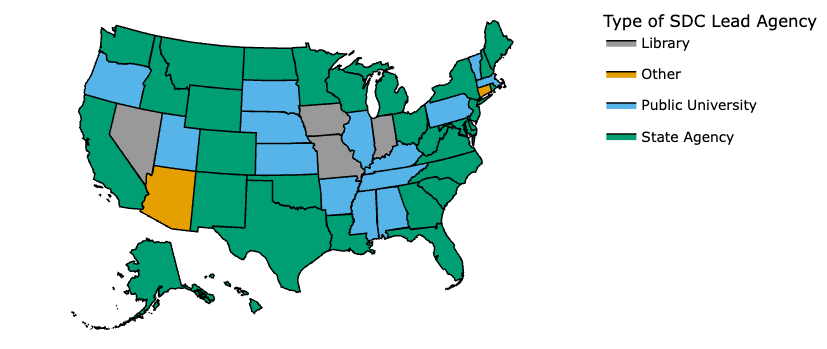 Type of SDC Lead Agency
Library
Other
Public University
State Agency